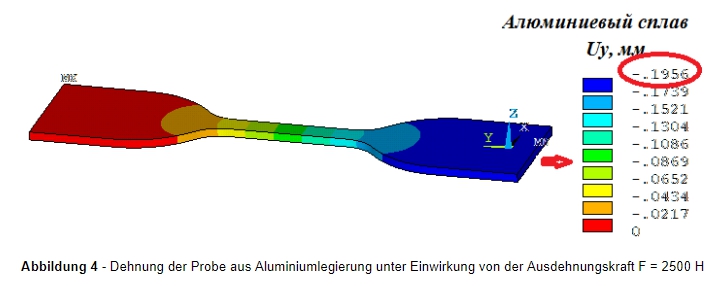 Алюминиевый сплав
Uy, мм
-.1956
-.1739
-.1521
-.1304
-.1086
-.0869
-.0652
-.0434
-.0217
0
MX
Z
X
Y
MN
Abbildung 4 - Dehnung der Probe aus Aluminiumlegierung unter Einwirkung von der Ausdehnungskraft F = 2500 H